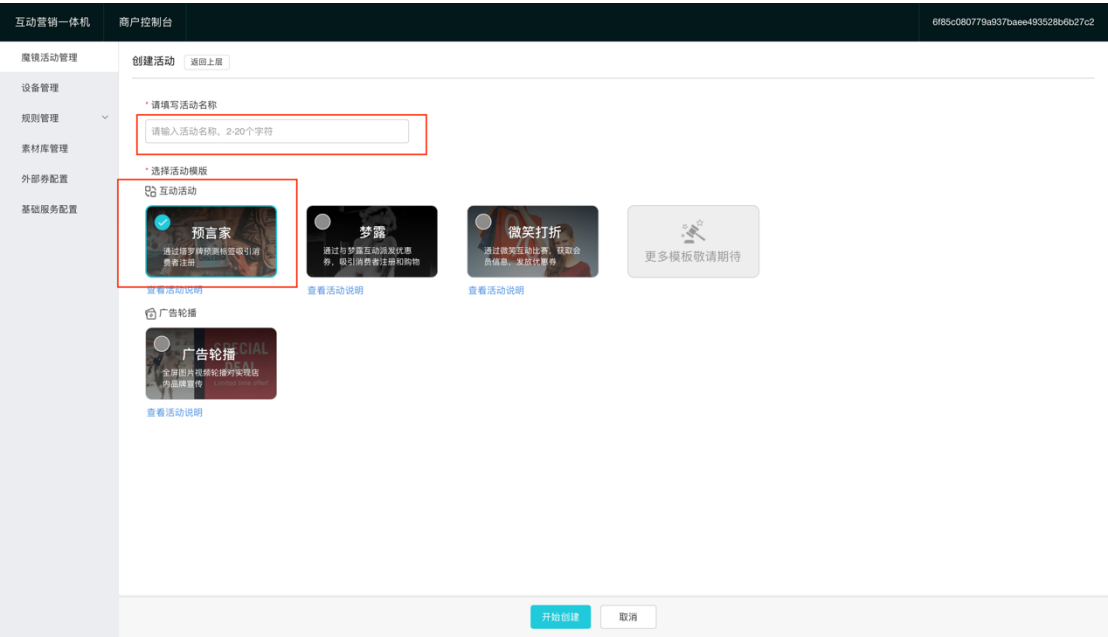 互动营销一体机
商户控制台
6f85c080779a937baee493528b6b27c2
魔镜活动管理
设备管理
规则管理
素材库管理
外部券配置
基础服务配置
创建活动
返回上层
* 请填写活动名称
请输入活动名称、2-20个字符
* 选择活动模版
互动活动
预言家
通过塔罗牌预测标签吸引消
费者注册
查看活动说明
梦露
通过与梦露互动派发优惠
券,吸引消费者注册和购物
查看活动说明
微笑打折
通过微笑互动比赛,获取会
员信息,发放优惠券
查看活动说明
更多模板敬请期待
广告轮播
SPECIAL
DEAL
Limited time offer!
广告轮播
全屏图片视频轮播对实现店
内品牌宣传
查看活动说明
开始创建
取消